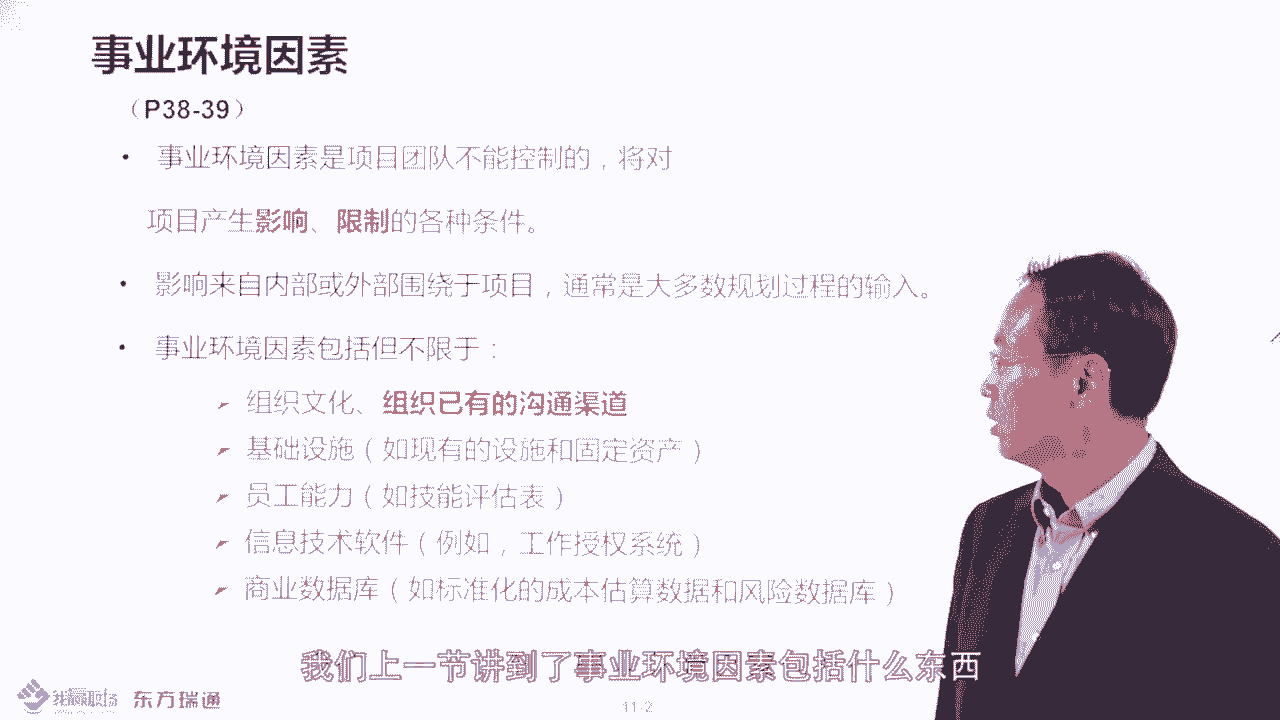 事业环境因素
（P38-39）
• 事业环境因素是项目团队不能控制的，将对
项目产生影响、限制的各种条件。
• 影响来自内部或外部围绕于项目，通常是大多数规划过程的输入。
• 事业环境因素包括但不限于：
组织文化、组织已有的沟通渠道
基础设施（如现有的设施和固定资产）
员工能力（如技能评估表）
信息技术软件（例如，工作授权系统）
商业数据库（如标准化的成本估算数据和风险数据库）
我们上一节讲到了事业环境因素包括什么东西
东方瑞通
11-2